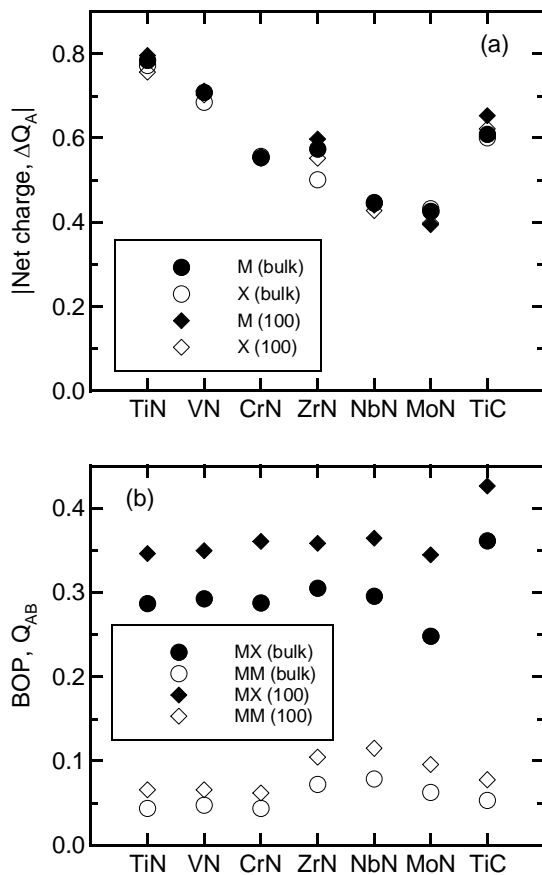 (a)
|Net charge, ΔQ_A|
0.8
0.6
0.4
0.2
0.0
M (bulk)
X (bulk)
M (100)
X (100)
TiN VN CrN ZrN NbN MoN TiC
(b)
BOP, Q_AB
0.4
0.3
0.2
0.1
0.0
MX (bulk)
MM (bulk)
MX (100)
MM (100)
TiN VN CrN ZrN NbN MoN TiC